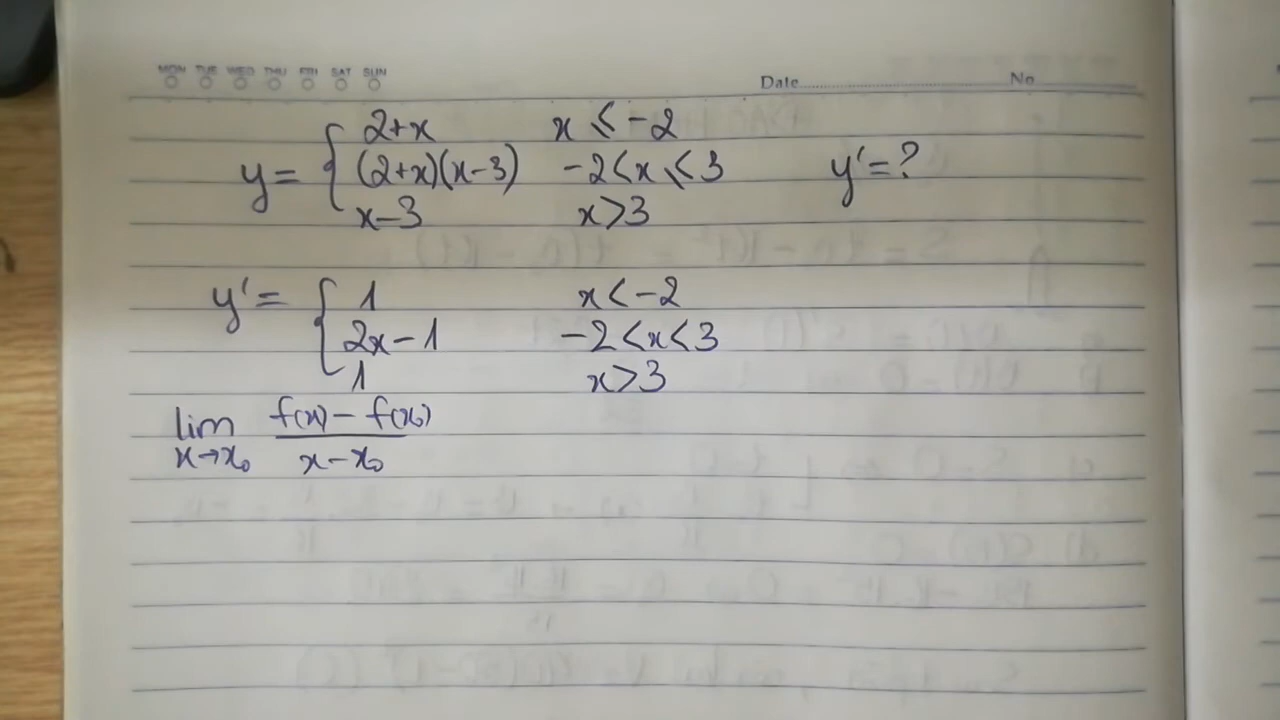 MON TUE WED THU FRI SAT SUN
Date No
y = { 2+x x ⩽ -2
(2+x)(x-3) -2<x⩽3 y'=?
x-3 x>3
y' = { 1 x<-2
2x-1 -2<x<3
1 x>3
lim x→x₀ f(x) - f(x₀) / x-x₀